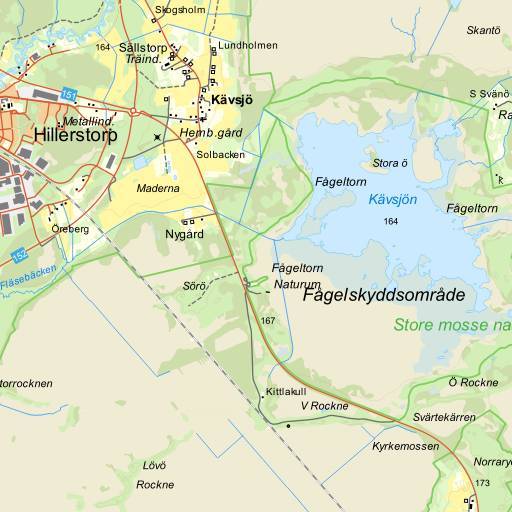 Skogsholm
Skantö
164
Sällstorp
Träind.
Lundholmen
151
S Svänö
Kävsjö
Ra
Metallind.
Hillerstorp
Hemb.gård
Solbacken
Stora ö
Maderna
Fågeltorn
Kävsjön
Fågeltorn
164
Öreberg
Nygård
152
Flåsebäcken
Fågeltorn
Sörö
Naturum
Fågelskyddsområde
167
Store mosse na
torrocknen
Ö Rockne
Kittlakull
V Rockne
Svärtekärren
Kyrkemossen
Lövö
Rockne
Norrary
173